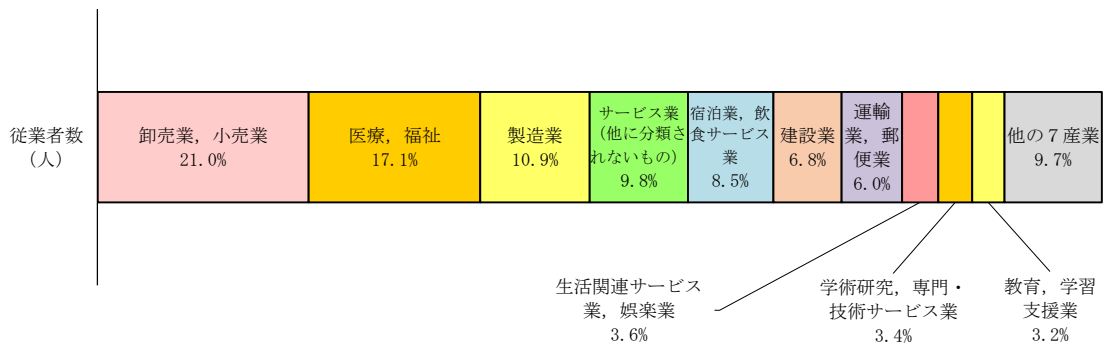 従業者数
（人）
卸売業，小売業
21.0%
医療，福祉
17.1%
製造業
10.9%
サービス業
（他に分類さ
れないもの）
9.8%
宿泊業，飲
食サービス
業
8.5%
建設業
6.8%
運輸
業，郵
便業
6.0%
他の７産業
9.7%
生活関連サービス
業，娯楽業
3.6%
学術研究，専門・
技術サービス業
3.4%
教育，学習
支援業
3.2%